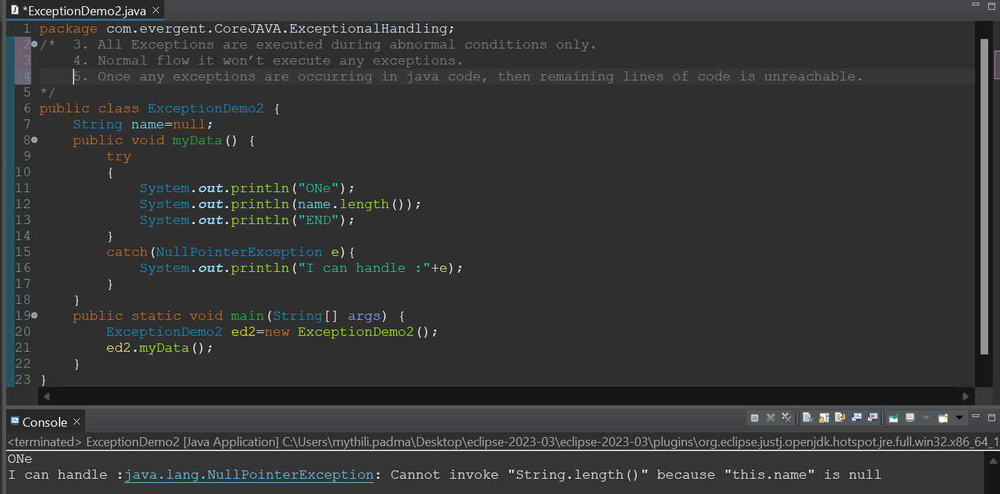 *ExceptionDemo2.java
1 package com.evergent.CoreJAVA.ExceptionalHandling;
2 /*  3. All Exceptions are executed during abnormal conditions only.
3     4. Normal flow it won’t execute any exceptions.
4     5. Once any exceptions are occurring in java code, then remaining lines of code is unreachable.
5 */
6 public class ExceptionDemo2 {
7     String name=null;
8     public void myData() {
9         try
10         {
11             System.out.println("ONe");
12             System.out.println(name.length());
13             System.out.println("END");
14         }
15         catch(NullPointerException e){
16             System.out.println("I can handle :"+e);
17         }
18     }
19     public static void main(String[] args) {
20         ExceptionDemo2 ed2=new ExceptionDemo2();
21         ed2.myData();
22     }
23 }
Console
<terminated> ExceptionDemo2 [Java Application] C:\Users\mythili.padma\Desktop\eclipse-2023-03\eclipse-2023-03\plugins\org.eclipse.justj.openjdk.hotspot.jre.full.win32.x86_64_1
ONe
I can handle :java.lang.NullPointerException: Cannot invoke "String.length()" because "this.name" is null